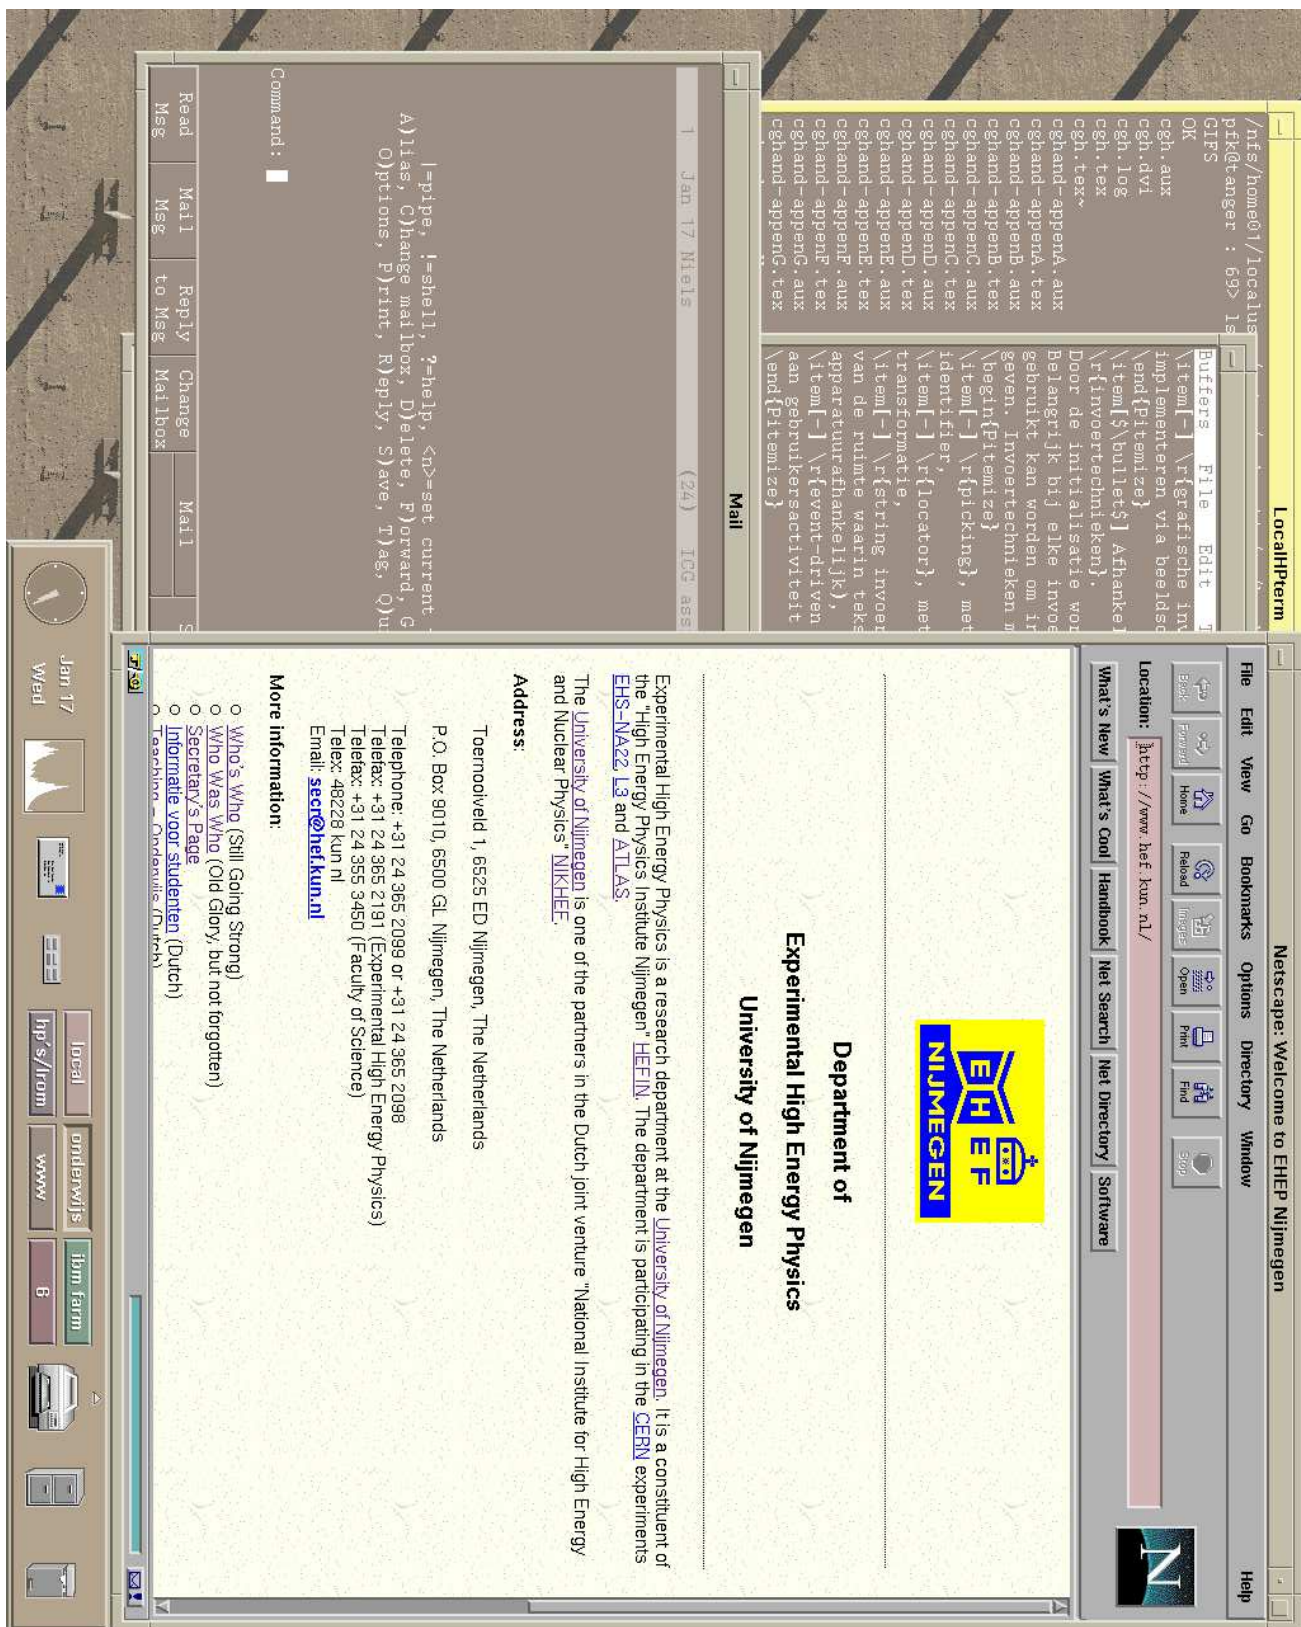 LocalHPterm
/nfs/home01/localus
pfk@tanger : 69> ls
GIFS
OK
cgh.aux
cgh.dvi
cgh.log
cgh.tex
cgh.tex~
cghand-appenA.aux
cghand-appenA.tex
cghand-appenB.aux
cghand-appenB.tex
cghand-appenC.aux
cghand-appenC.tex
cghand-appenD.aux
cghand-appenD.tex
cghand-appenE.aux
cghand-appenE.tex
cghand-appenF.aux
cghand-appenF.tex
cghand-appenG.aux
cghand-appenG.tex
Buffers File Edit T
\item[-] \r{grafische inv
implementeren via beeldsc
\end{Pitemize}
\item[$\bullet$] Afhankel
\r{invoertechnieken}.
Door de initialisatie wor
Belangrijk bij elke invoe
gebruikt kan worden om in
geven. Invoertechnieken m
\begin{Pitemize}
\item[-] \r{picking}, met
identifier,
\item[-] \r{locator}, met
transformatie,
\item[-] \r{string invoer
van de ruimte waarin teks
apparatuurafhankelijk),
\item[-] \r{event-driven
aan gebruikersactiviteit
\end{Pitemize}
Mail
1 Jan 17 Niels (24) ICG ass
|=pipe, !=shell, ?=help, <n>=set current
A)lias, C)hange mailbox, D)elete, F)orward, G
O)ptions, P)rint, R)eply, S)ave, T)ag, Q)u
Command:
Read Mail Reply Change Mail S
Msg Msg to Msg Mailbox
Netscape: Welcome to EHEP Nijmegen
File Edit View Go Bookmarks Options Directory Window Help
Back Forward Home Reload Images Open Print Find Stop
Location: http://www.hef.kun.nl/
N
What's New What's Cool Handbook Net Search Net Directory Software
E H E F
NIJMEGEN
Department of
Experimental High Energy Physics
University of Nijmegen
Experimental High Energy Physics is a research department at the University of Nijmegen. It is a constituent of
the "High Energy Physics Institute Nijmegen" HEFIN. The department is participating in the CERN experiments
EHS-NA22, L3 and ATLAS.
The University of Nijmegen is one of the partners in the Dutch joint venture "National Institute for High Energy
and Nuclear Physics" NIKHEF.
Address:
Toernooiveld 1, 6525 ED Nijmegen, The Netherlands
P.O. Box 9010, 6500 GL Nijmegen, The Netherlands
Telephone: +31 24 365 2099 or +31 24 365 2098
Telefax: +31 24 365 2191 (Experimental High Energy Physics)
Telefax: +31 24 355 3450 (Faculty of Science)
Telex: 48228 kun nl
Email: secr@hef.kun.nl
More information:
Who's Who (Still Going Strong)
Who Was Who (Old Glory, but not forgotten)
Secretary's Page
Informatie voor studenten (Dutch)
Teaching - Onderwijs (Dutch)
Jan 17
Wed
local onderwijs ibm farm
hp's/from www 6